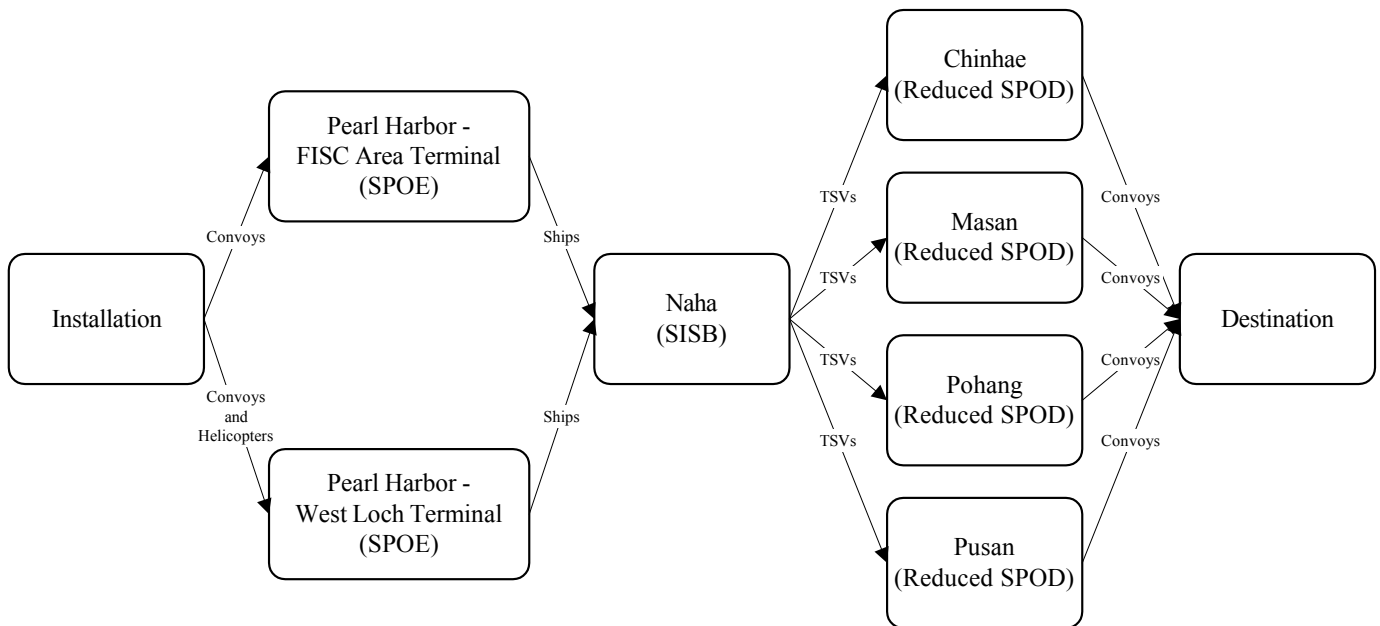 Installation
Convoys
Convoys
and
Helicopters
Pearl Harbor -
FISC Area Terminal
(SPOE)
Pearl Harbor -
West Loch Terminal
(SPOE)
Ships
Ships
Naha
(SISB)
TSVs
TSVs
TSVs
TSVs
Chinhae
(Reduced SPOD)
Masan
(Reduced SPOD)
Pohang
(Reduced SPOD)
Pusan
(Reduced SPOD)
Convoys
Convoys
Convoys
Convoys
Destination